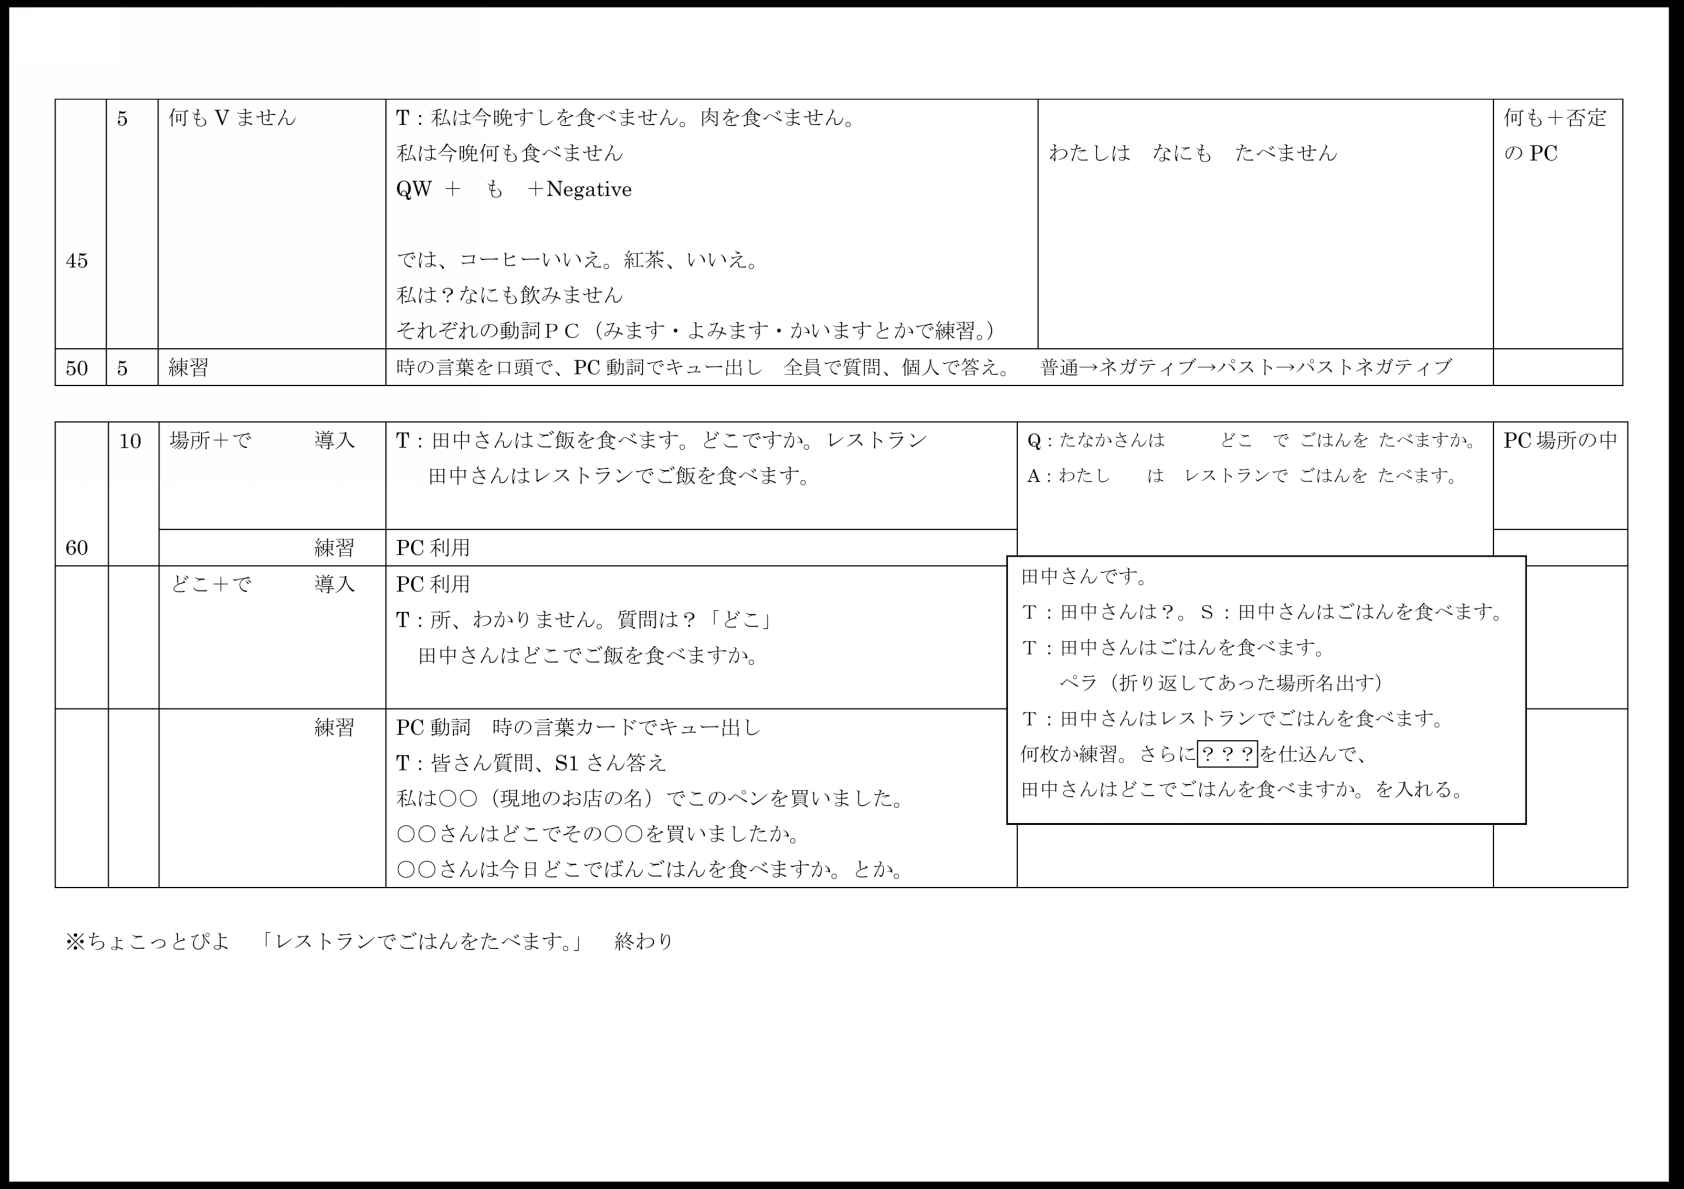 5 何も V ません T：私は今晩すしを食べません。肉を食べません。 何も＋否定
私は今晩何も食べません わたしは　なにも　たべません の PC
QW ＋　も　＋Negative
45 では、コーヒーいいえ。紅茶、いいえ。
私は？なにも飲みません
それぞれの動詞ＰＣ（みます・よみます・かいますとかで練習。）
50 5 練習 時の言葉を口頭で、PC 動詞でキュー出し　全員で質問、個人で答え。　普通→ネガティブ→パスト→パストネガティブ
10 場所＋で　導入 T：田中さんはご飯を食べます。どこですか。レストラン Q：たなかさんは　どこ　で ごはんを たべますか。 PC 場所の中
田中さんはレストランでご飯を食べます。 A：わたし　は　レストランで ごはんを たべます。
60 練習 PC 利用
どこ＋で　導入 PC 利用
T：所、わかりません。質問は？「どこ」
田中さんはどこでご飯を食べますか。
練習 PC 動詞　時の言葉カードでキュー出し
T：皆さん質問、S1 さん答え
私は〇〇（現地のお店の名）でこのペンを買いました。
〇〇さんはどこでその〇〇を買いましたか。
〇〇さんは今日どこでばんごはんを食べますか。とか。
田中さんです。
Ｔ：田中さんは？。Ｓ：田中さんはごはんを食べます。
Ｔ：田中さんはごはんを食べます。
ペラ（折り返してあった場所名出す）
Ｔ：田中さんはレストランでごはんを食べます。
何枚か練習。さらに？？？を仕込んで、
田中さんはどこでごはんを食べますか。を入れる。
※ちょこっとぴよ　「レストランでごはんをたべます。」　終わり